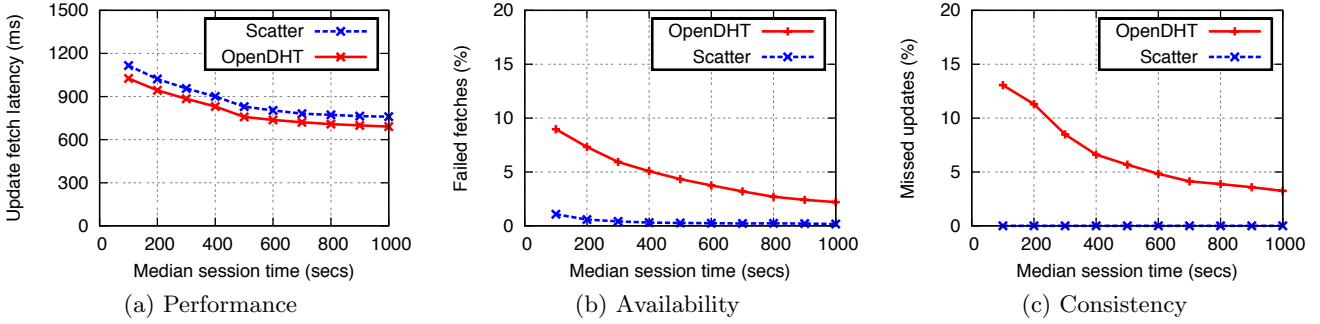 Update fetch latency (ms)
1500
1200
900
600
300
0
Scatter
OpenDHT
0 200 400 600 800 1000
Median session time (secs)
(a) Performance
Failed fetches (%)
20
15
10
5
0
OpenDHT
Scatter
0 200 400 600 800 1000
Median session time (secs)
(b) Availability
Missed updates (%)
20
15
10
5
0
OpenDHT
Scatter
0 200 400 600 800 1000
Median session time (secs)
(c) Consistency